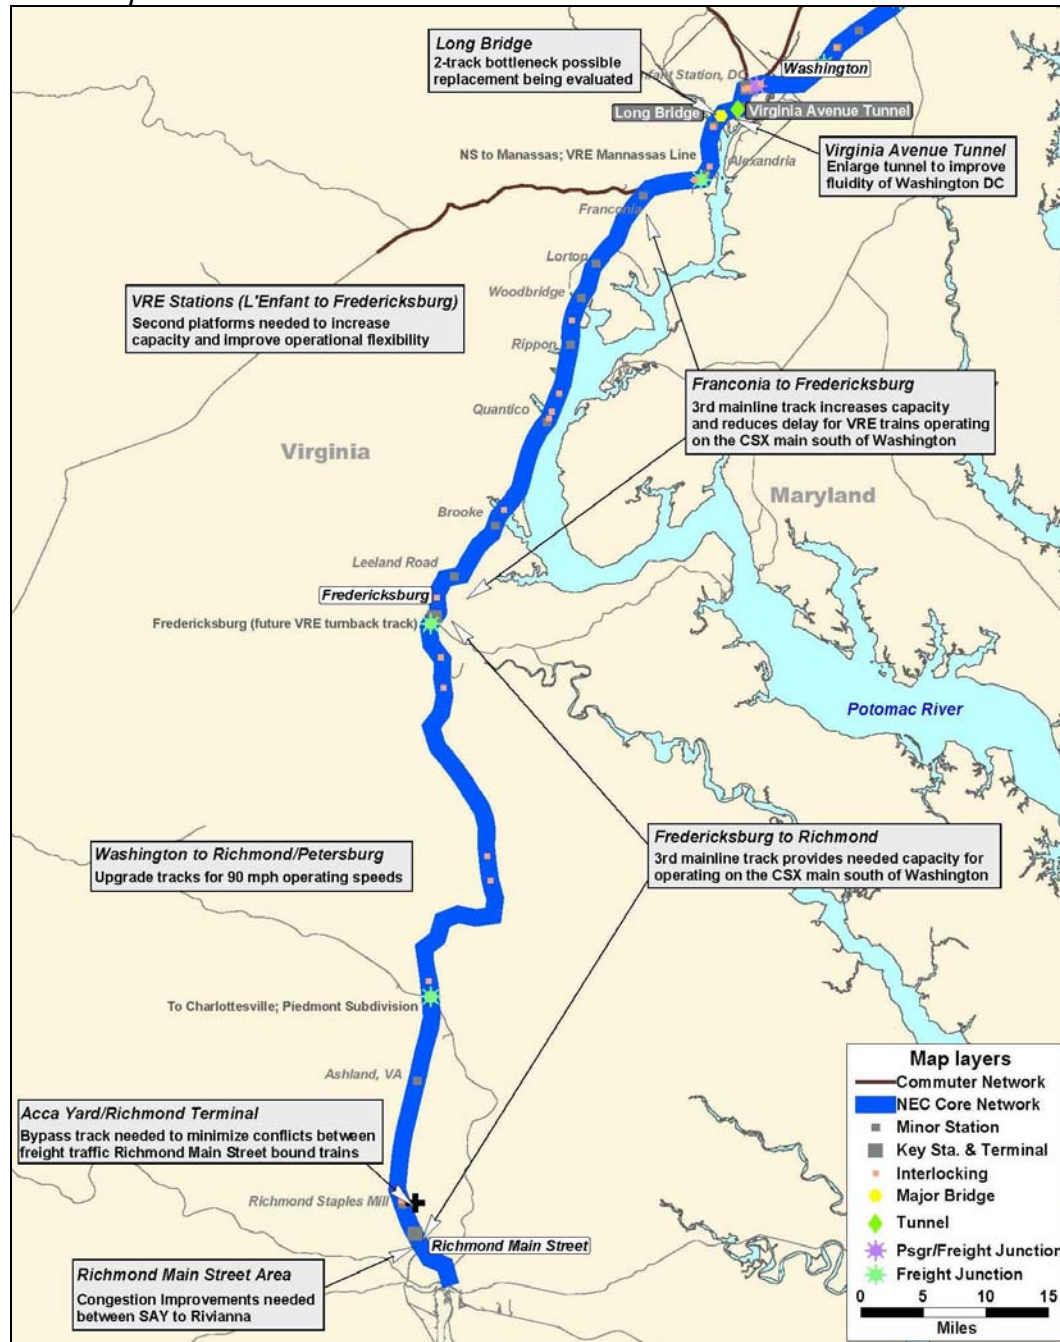 Long Bridge
2-track bottleneck possible
replacement being evaluated
Station, DC
Washington
Long Bridge
Virginia Avenue Tunnel
NS to Manassas; VRE Mannassas Line
Alexandria
Virginia Avenue Tunnel
Enlarge tunnel to improve
fluidity of Washington DC
Franconia
Lorton
VRE Stations (L'Enfant to Fredericksburg)
Second platforms needed to increase
capacity and improve operational flexibility
Woodbridge
Rippon
Franconia to Fredericksburg
3rd mainline track increases capacity
and reduces delay for VRE trains operating
on the CSX main south of Washington
Quantico
Virginia
Maryland
Brooke
Leeland Road
Fredericksburg
Fredericksburg (future VRE turnback track)
Potomac River
Washington to Richmond/Petersburg
Upgrade tracks for 90 mph operating speeds
Fredericksburg to Richmond
3rd mainline track provides needed capacity for
operating on the CSX main south of Washington
To Charlottesville; Piedmont Subdivision
Ashland, VA
Acca Yard/Richmond Terminal
Bypass track needed to minimize conflicts between
freight traffic Richmond Main Street bound trains
Richmond Staples Mill
Richmond Main Street
Richmond Main Street Area
Congestion Improvements needed
between SAY to Rivianna
Map layers
Commuter Network
NEC Core Network
Minor Station
Key Sta. & Terminal
Interlocking
Major Bridge
Tunnel
Psgr/Freight Junction
Freight Junction
0 5 10 15
Miles